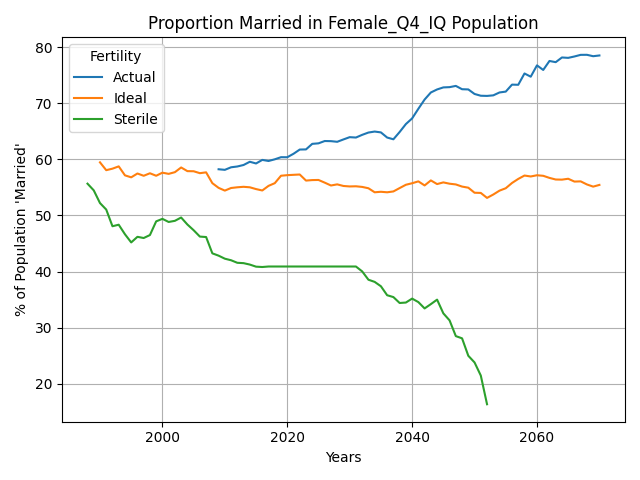 Proportion Married in Female_Q4_IQ Population
% of Population 'Married'
80
70
60
50
40
30
20
Fertility
Actual
Ideal
Sterile
2000
2020
2040
2060
Years